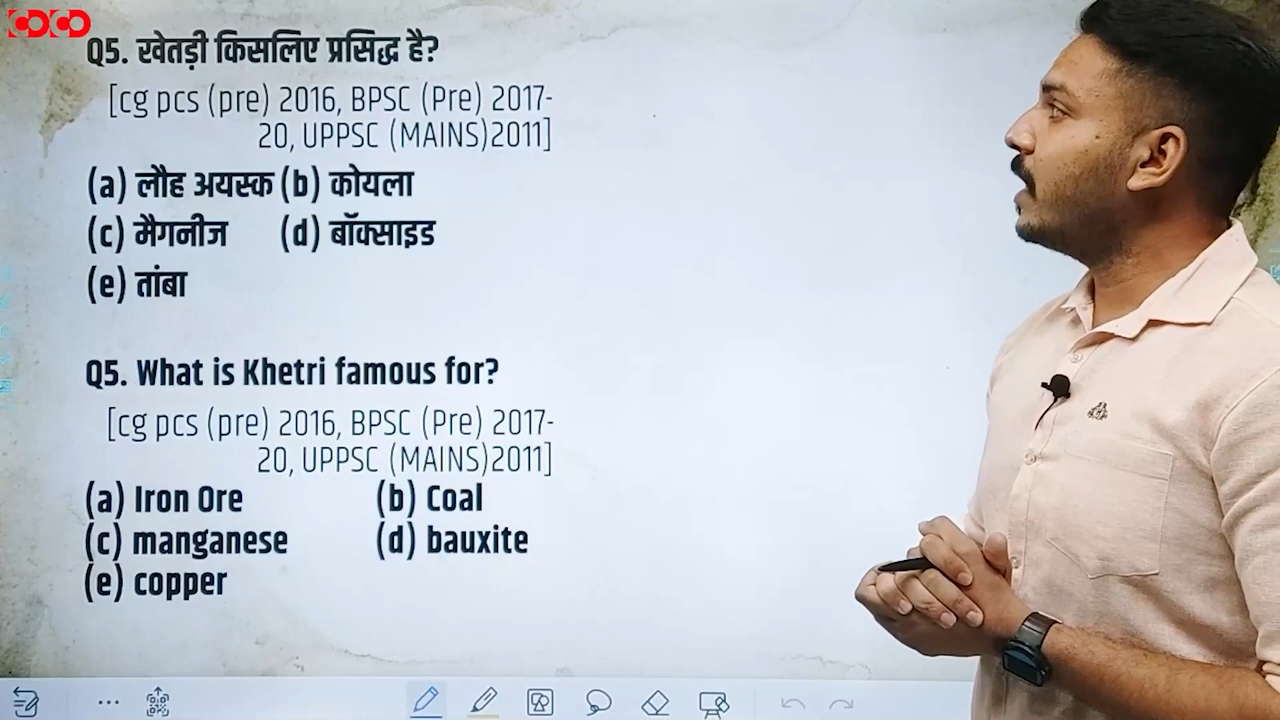 Q5. खेतड़ी किसलिए प्रसिद्ध है?
[cg pcs (pre) 2016, BPSC (Pre) 2017-
20, UPPSC (MAINS)2011]
(a) लौह अयस्क (b) कोयला
(c) मैगनीज (d) बॉक्साइड
(e) तांबा
Q5. What is Khetri famous for?
[cg pcs (pre) 2016, BPSC (Pre) 2017-
20, UPPSC (MAINS)2011]
(a) Iron Ore (b) Coal
(c) manganese (d) bauxite
(e) copper